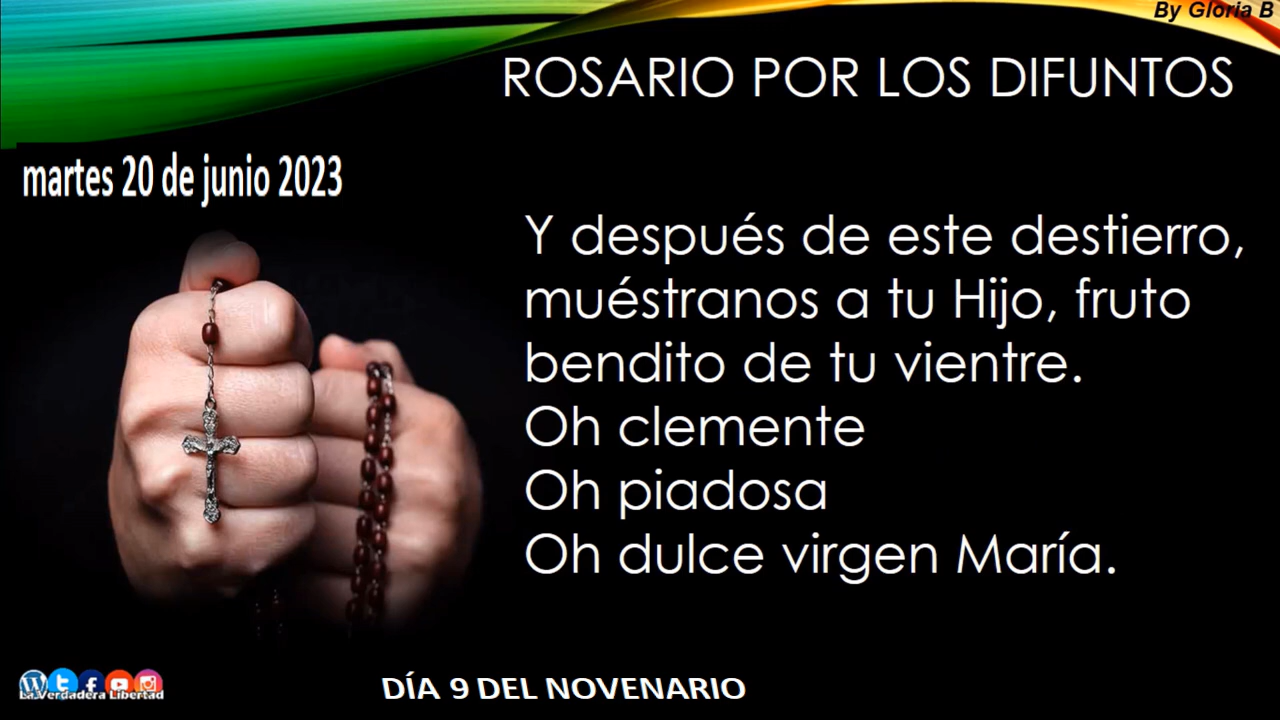 By Gloria B
ROSARIO POR LOS DIFUNTOS
martes 20 de junio 2023
Y después de este destierro,
muéstranos a tu Hijo, fruto
bendito de tu vientre.
Oh clemente
Oh piadosa
Oh dulce virgen María.
La Verdadera Libertad
DÍA 9 DEL NOVENARIO